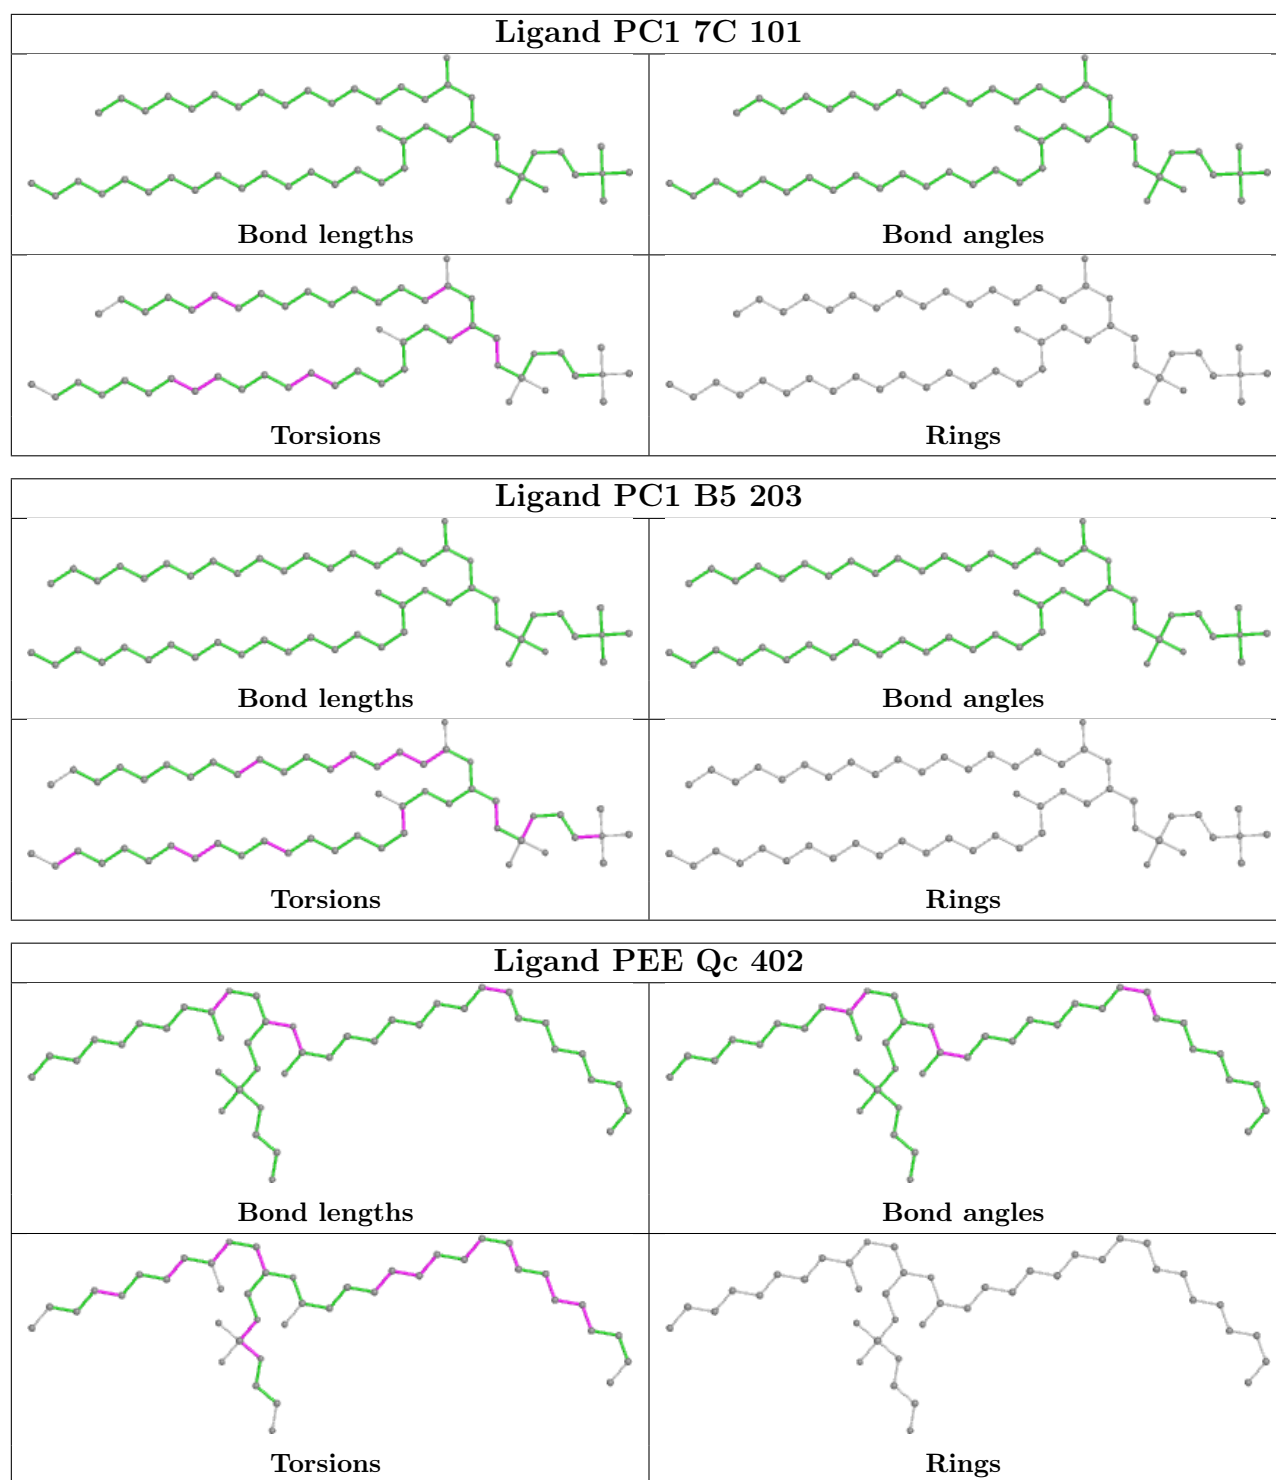 Ligand PC1 7C 101
Bond lengths
Bond angles
Torsions
Rings
Ligand PC1 B5 203
Bond lengths
Bond angles
Torsions
Rings
Ligand PEE Qc 402
Bond lengths
Bond angles
Torsions
Rings